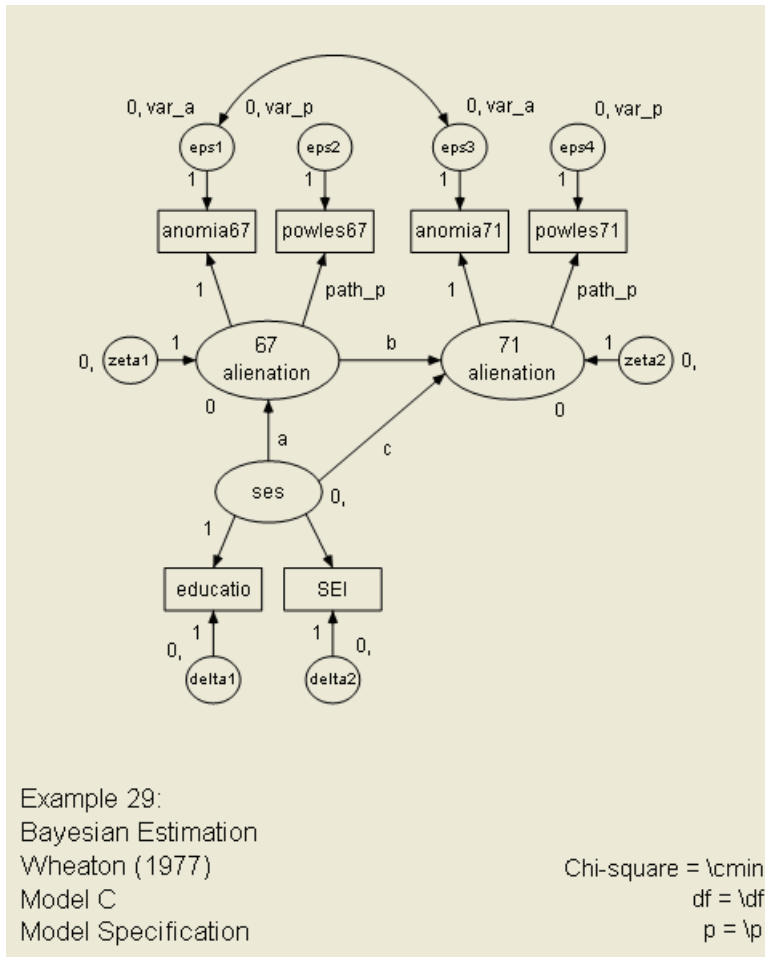 0, var_a
0, var_p
0, var_a
0, var_p
eps1
eps2
eps3
eps4
1
1
1
1
anomia67
powles67
anomia71
powles71
1
path_p
1
path_p
0,
zeta1
1
67
alienation
b
71
alienation
1
zeta2
0,
0
0
a
c
ses
0,
1
educatio
SEI
1
1
0,
0,
delta1
delta2
Example 29:
Bayesian Estimation
Wheaton (1977)
Model C
Model Specification
Chi-square = \cmin
df = \df
p = \p